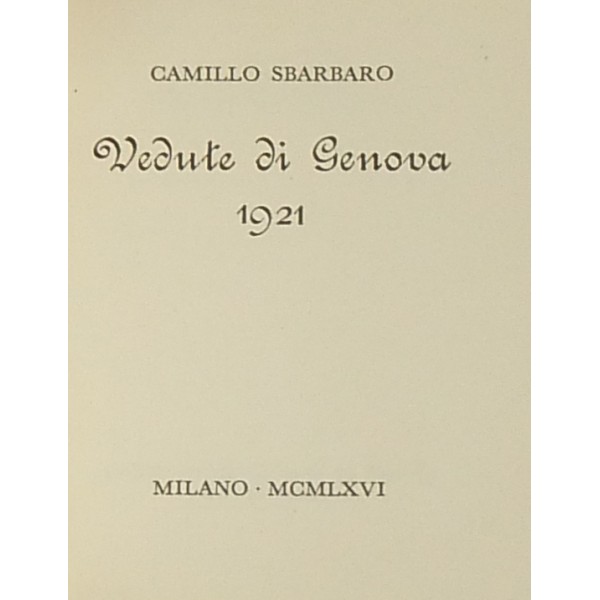 CAMILLO SBARBARO
Vedute di Genova
1921
MILANO · MCMLXVI